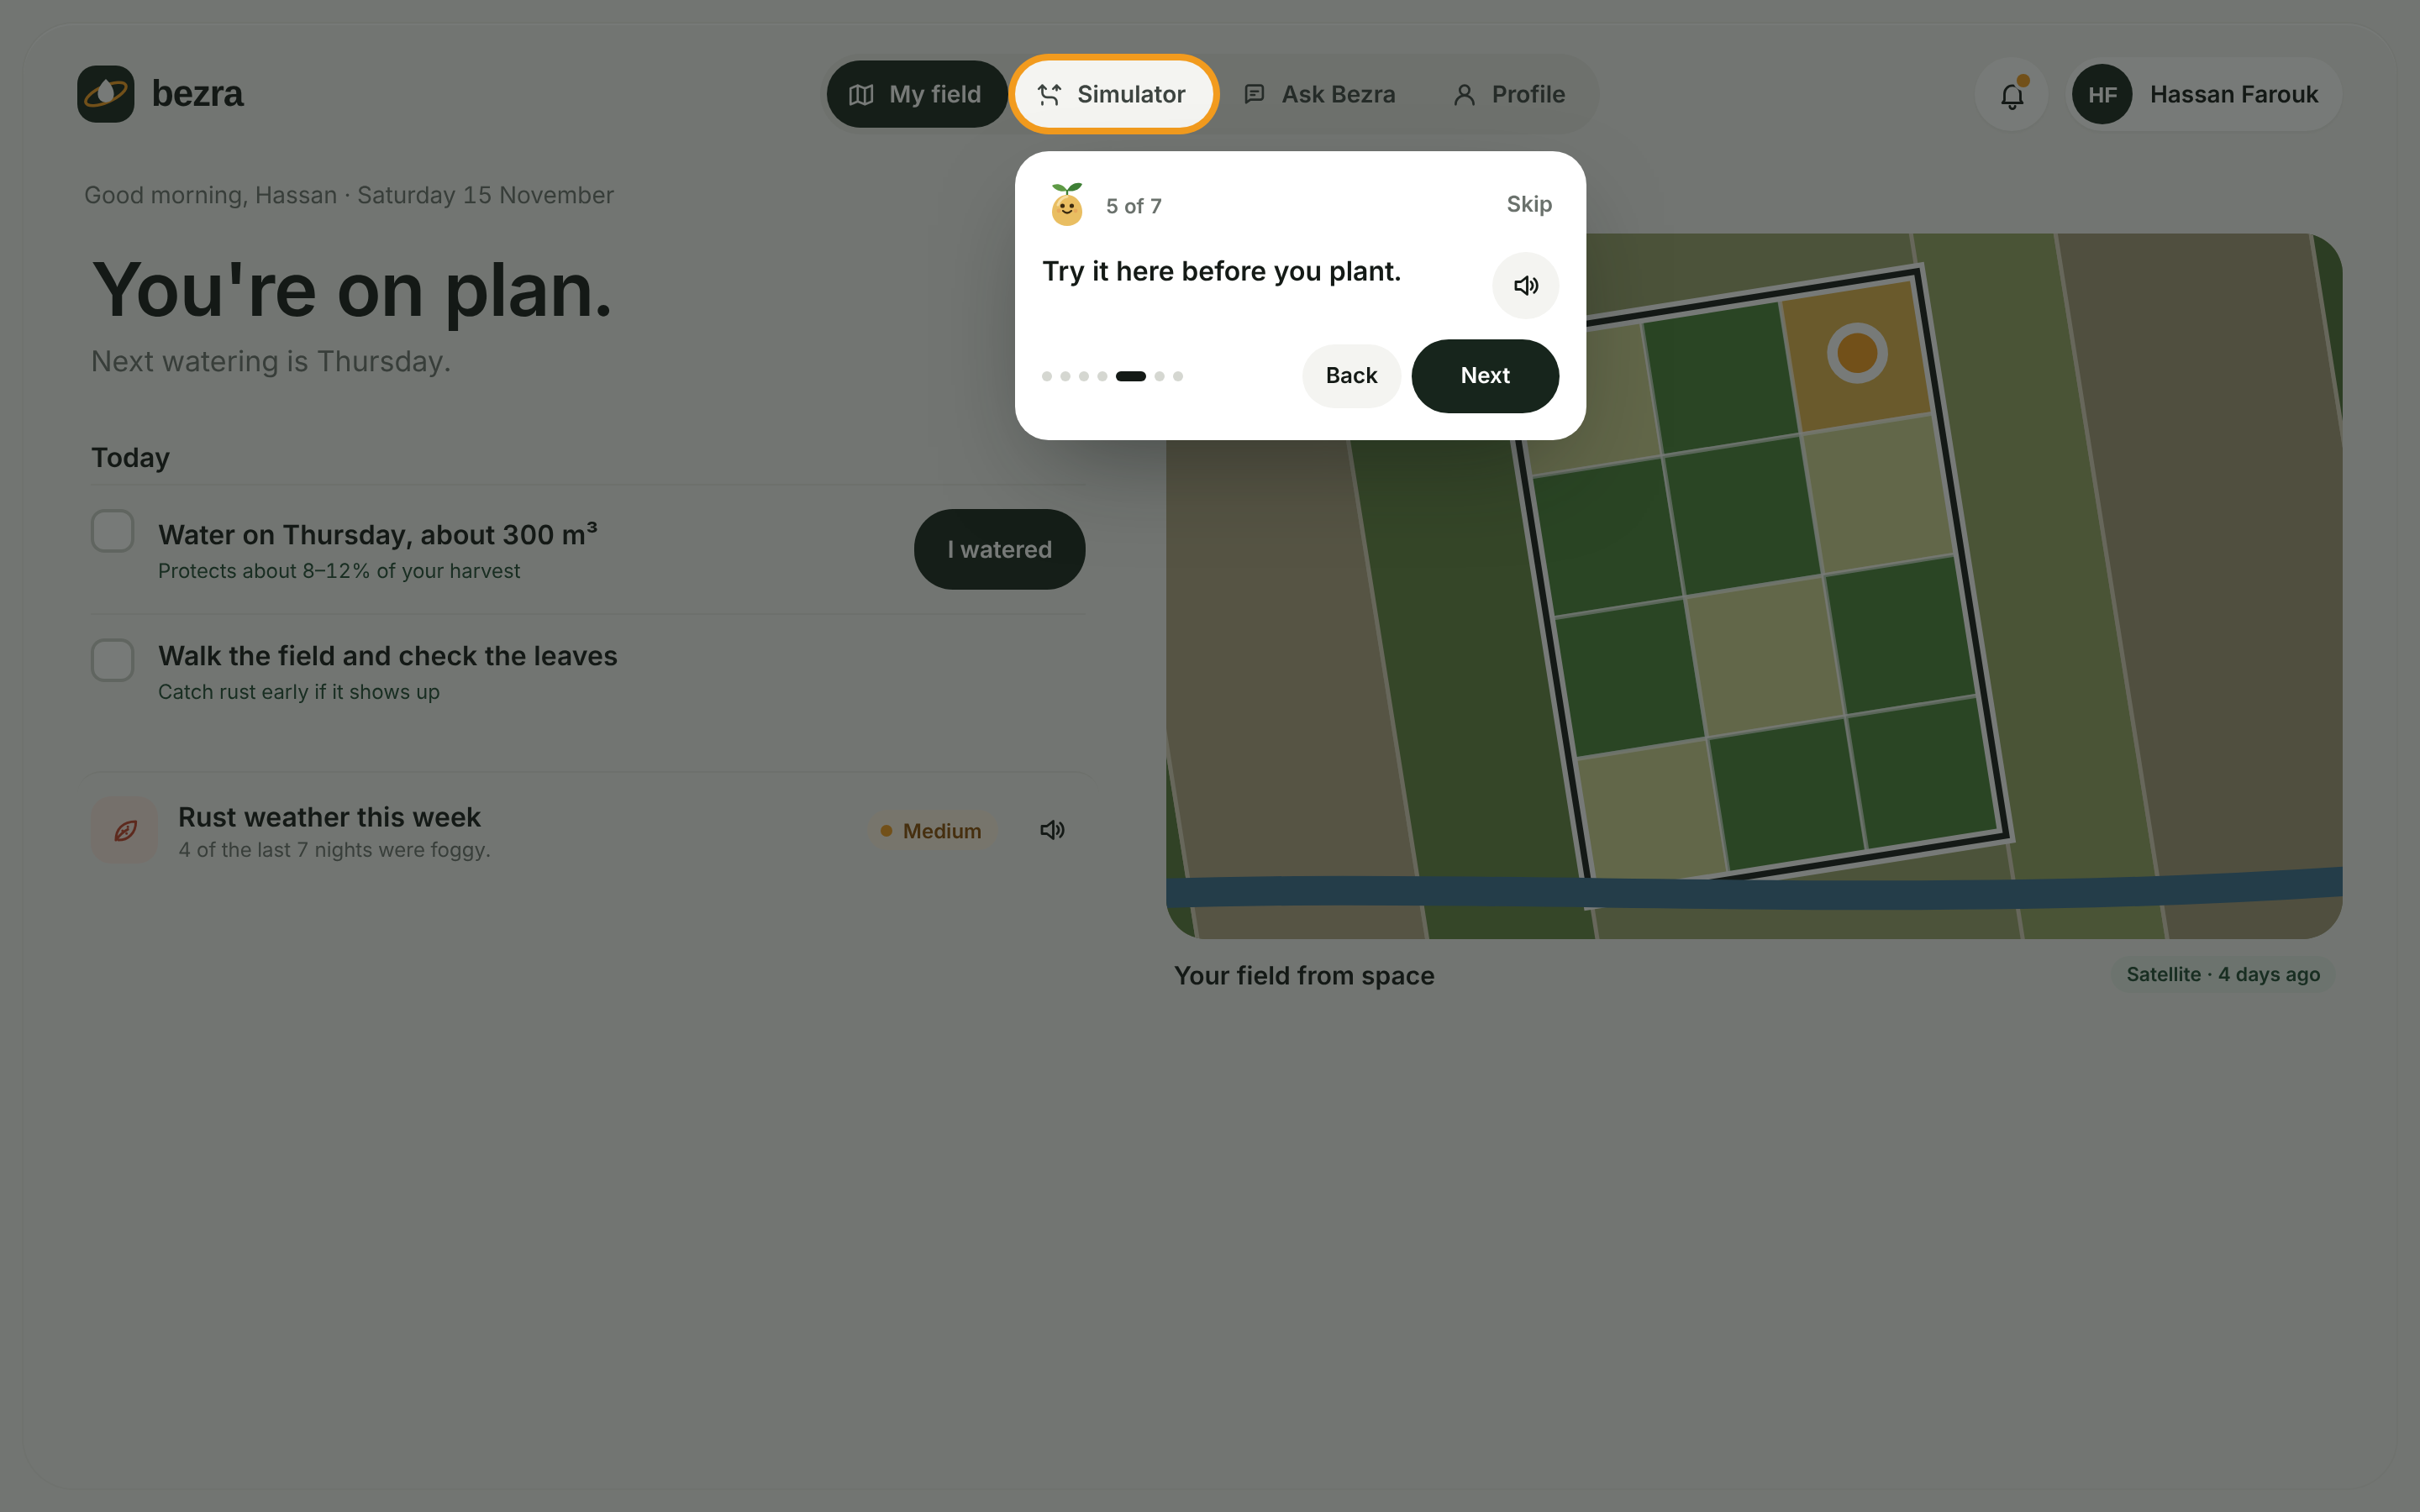 bezra
My field
Simulator
Ask Bezra
Profile
HF
Hassan Farouk
Good morning, Hassan · Saturday 15 November
5 of 7
Skip
Try it here before you plant.
Back
Next
You're on plan.
Next watering is Thursday.
Today
Water on Thursday, about 300 m³
Protects about 8–12% of your harvest
I watered
Walk the field and check the leaves
Catch rust early if it shows up
Rust weather this week
4 of the last 7 nights were foggy.
Medium
Your field from space
Satellite · 4 days ago